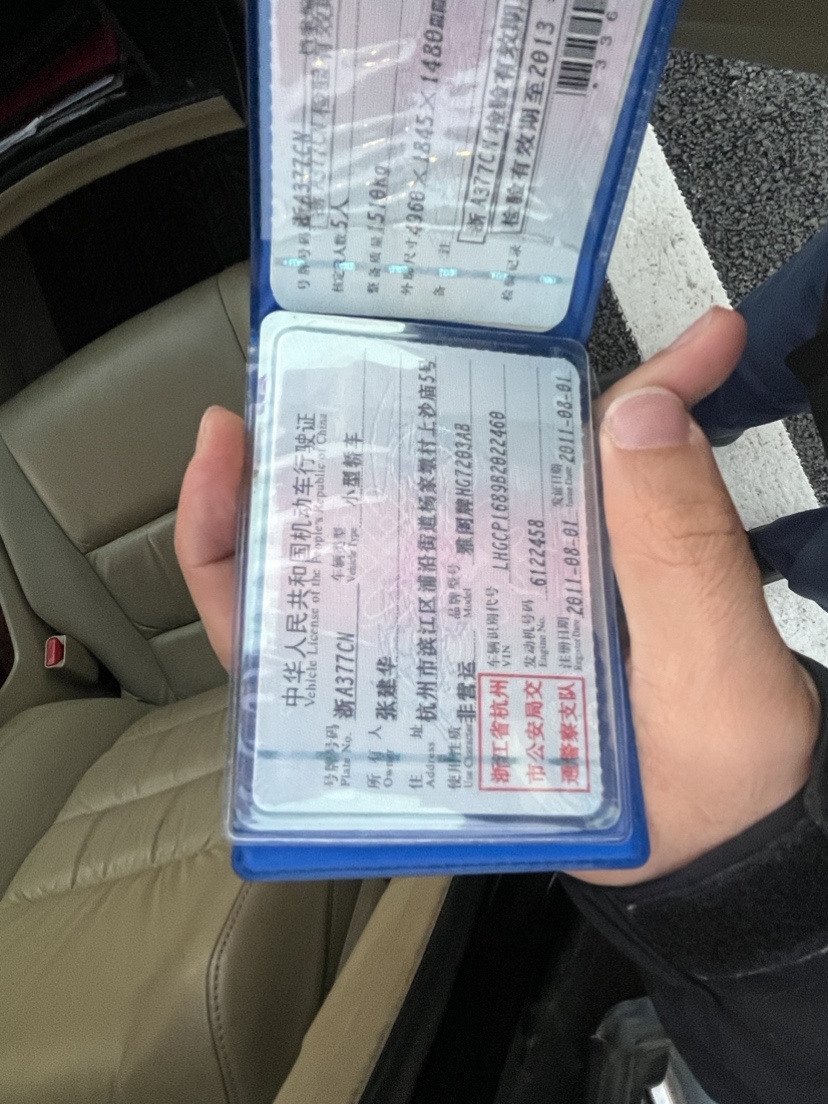 中华人民共和国机动车行驶证
Vehicle License of the People's Republic of China
号牌号码 浙A377CN 车辆类型 小型轿车
Plate No. Vehicle Type
所有人 张建华
Owner
住址 杭州市滨江区浦沿街道杨家墩村上沙庙5号
Address
使用性质 非营运 品牌型号 雅阁牌HG7203AB
Use Character Model
浙江省杭州
市公安局交
通警察支队
车辆识别代号 LHGCP1689B2022460
VIN
发动机号码 6122458
Engine No.
注册日期 2011-08-01 发证日期 2011-08-01
Register Date Issue Date
号牌号码 浙A377CN
核定载人数 5人
整备质量 1510kg
外廓尺寸 4960×1845×1480mm
备注
浙A377CN 检验有效期
检验记录 检验有效期至2013
336